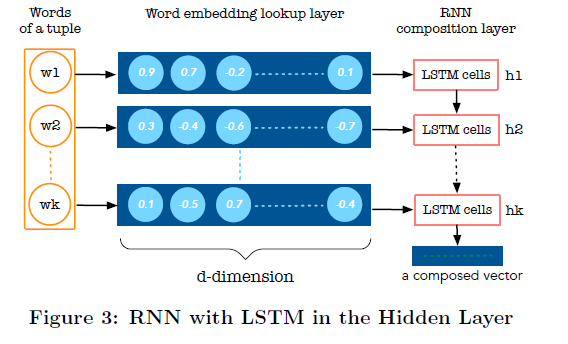 Words
of a tuple
Word embedding lookup layer
RNN
composition layer
w1 0.9 0.7 -0.2 0.1 LSTM cells h1
w2 0.3 -0.4 -0.6 -0.7 LSTM cells h2
wk 0.1 -0.5 0.7 -0.4 LSTM cells hk
d-dimension
a composed vector
Figure 3: RNN with LSTM in the Hidden Layer